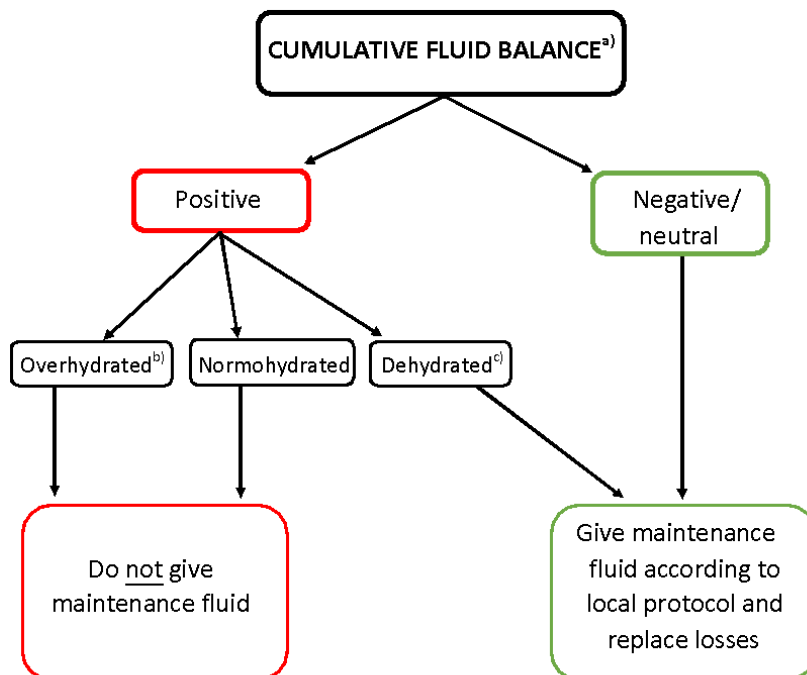 CUMULATIVE FLUID BALANCEa)
Positive
Negative/
neutral
Overhydratedb)
Normohydrated
Dehydratedc)
Do not give
maintenance fluid
Give maintenance
fluid according to
local protocol and
replace losses